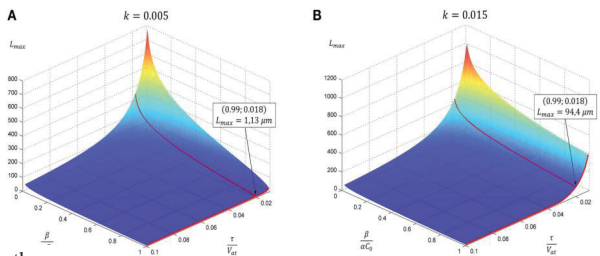 A
k = 0.005
L_max
800
700
600
500
400
300
200
100
0
0
0.2
0.4
0.6
0.8
1
0.1
0.08
0.06
0.04
0.02
(0.99; 0.018)
L_max = 1,13 μm
β
τ
V_at
B
k = 0.015
L_max
1200
1000
800
600
400
200
0
0
0.2
0.4
0.6
0.8
1
0.1
0.08
0.06
0.04
0.02
(0.99; 0.018)
L_max = 94,4 μm
β
αC₀
τ
V_at